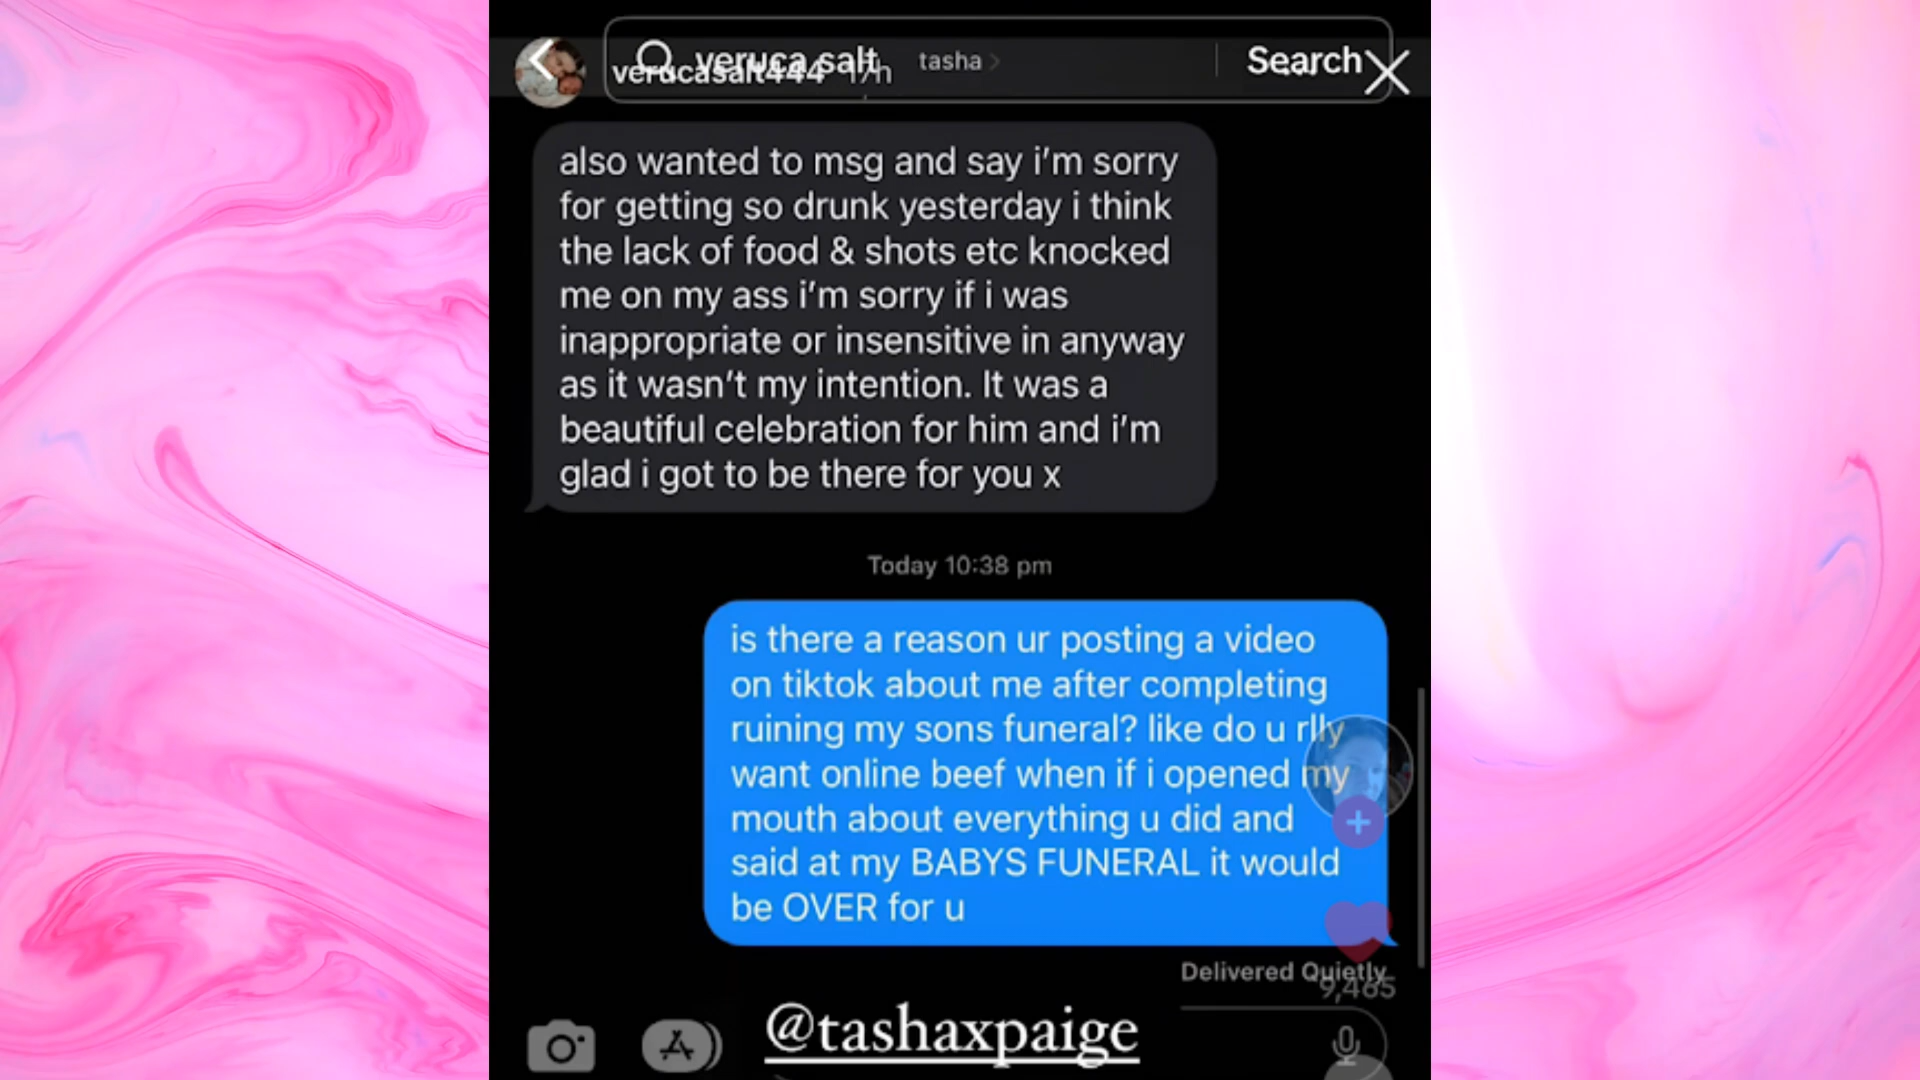 veruca salt
tasha
Search
verucasalt444 17h
also wanted to msg and say i'm sorry
for getting so drunk yesterday i think
the lack of food & shots etc knocked
me on my ass i'm sorry if i was
inappropriate or insensitive in anyway
as it wasn't my intention. It was a
beautiful celebration for him and i'm
glad i got to be there for you x
Today 10:38 pm
is there a reason ur posting a video
on tiktok about me after completing
ruining my sons funeral? like do u rlly
want online beef when if i opened my
mouth about everything u did and
said at my BABYS FUNERAL it would
be OVER for u
Delivered Quietly
9,465
@tashaxpaige